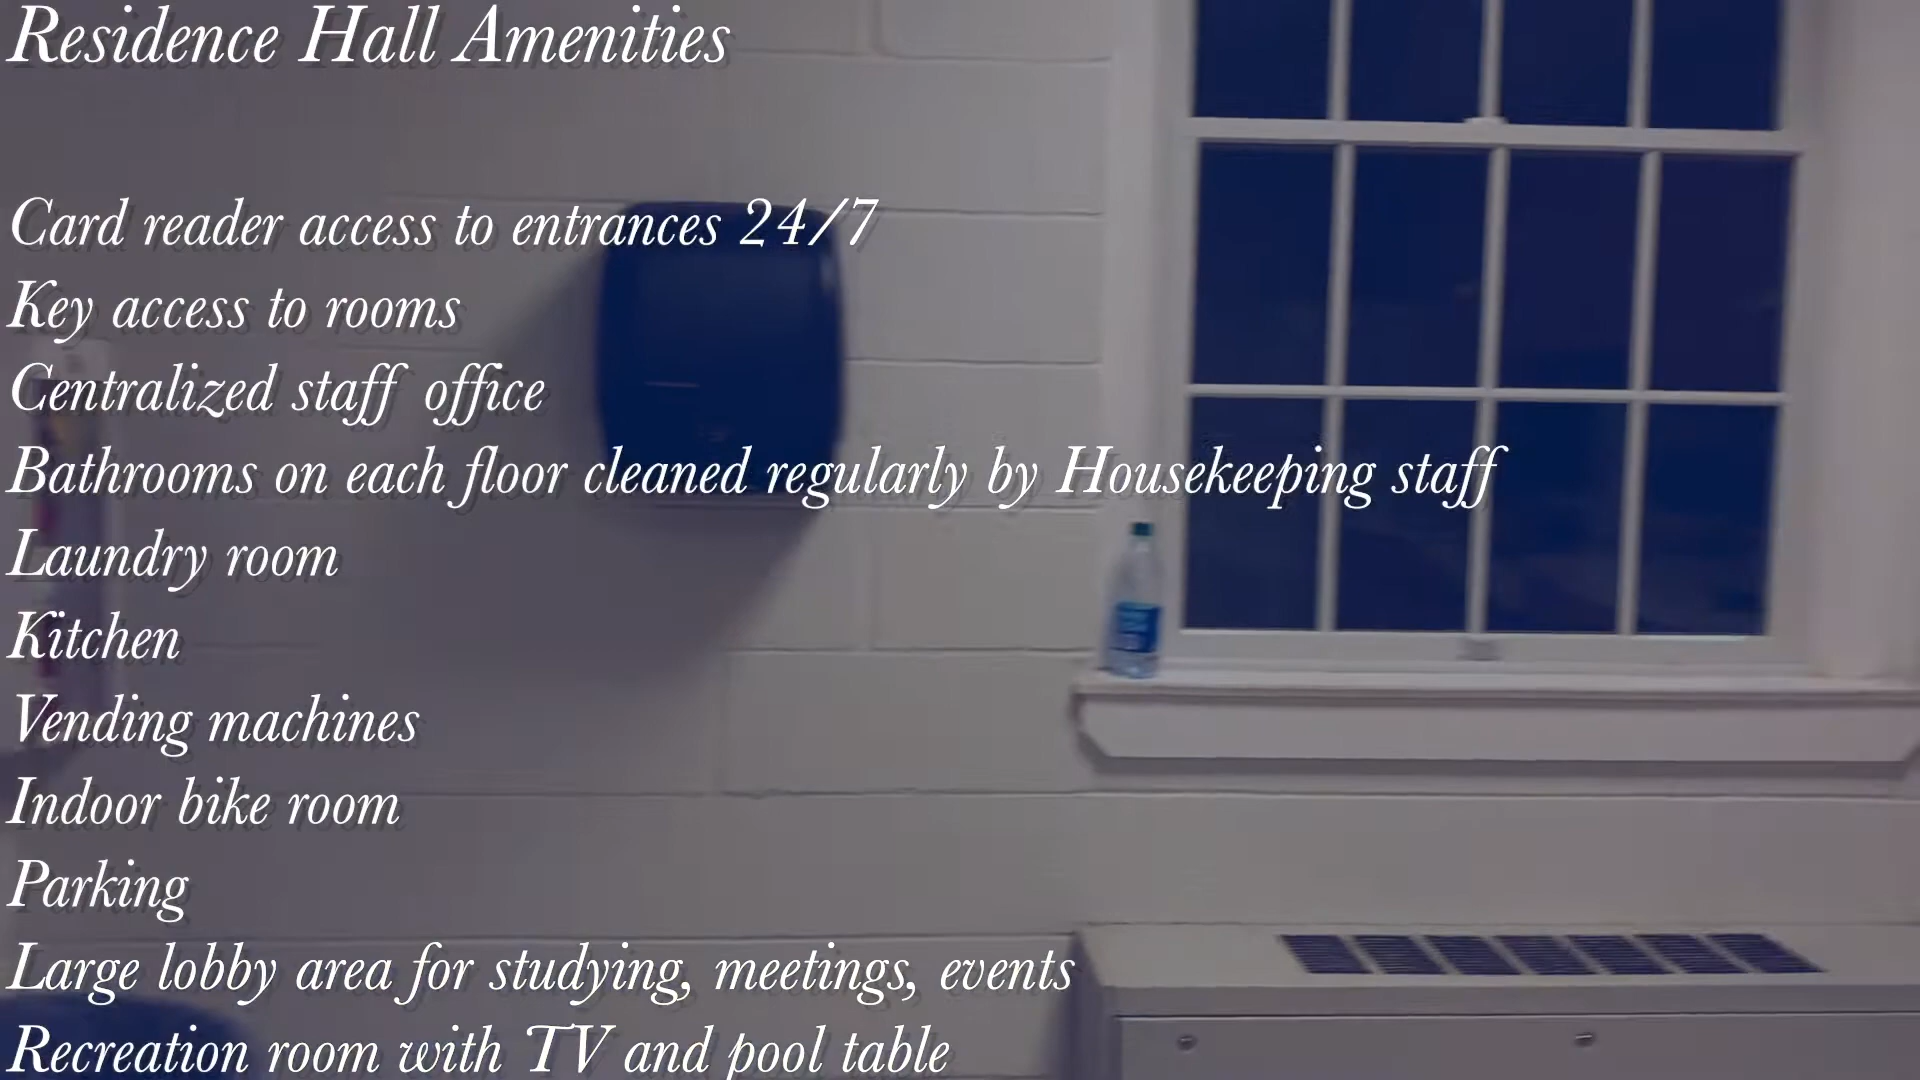 Residence Hall Amenities
Card reader access to entrances 24/7
Key access to rooms
Centralized staff office
Bathrooms on each floor cleaned regularly by Housekeeping staff
Laundry room
Kitchen
Vending machines
Indoor bike room
Parking
Large lobby area for studying, meetings, events
Recreation room with TV and pool table